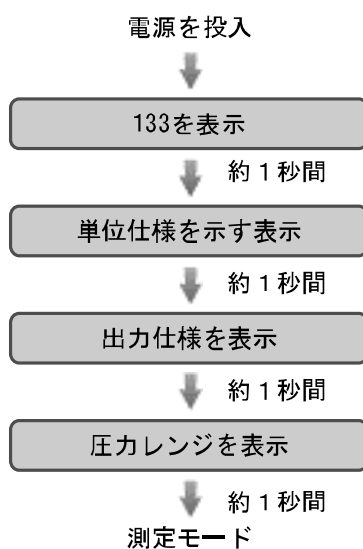 電源を投入
133を表示
約1秒間
単位仕様を示す表示
約1秒間
出力仕様を表示
約1秒間
圧力レンジを表示
約1秒間
測定モード